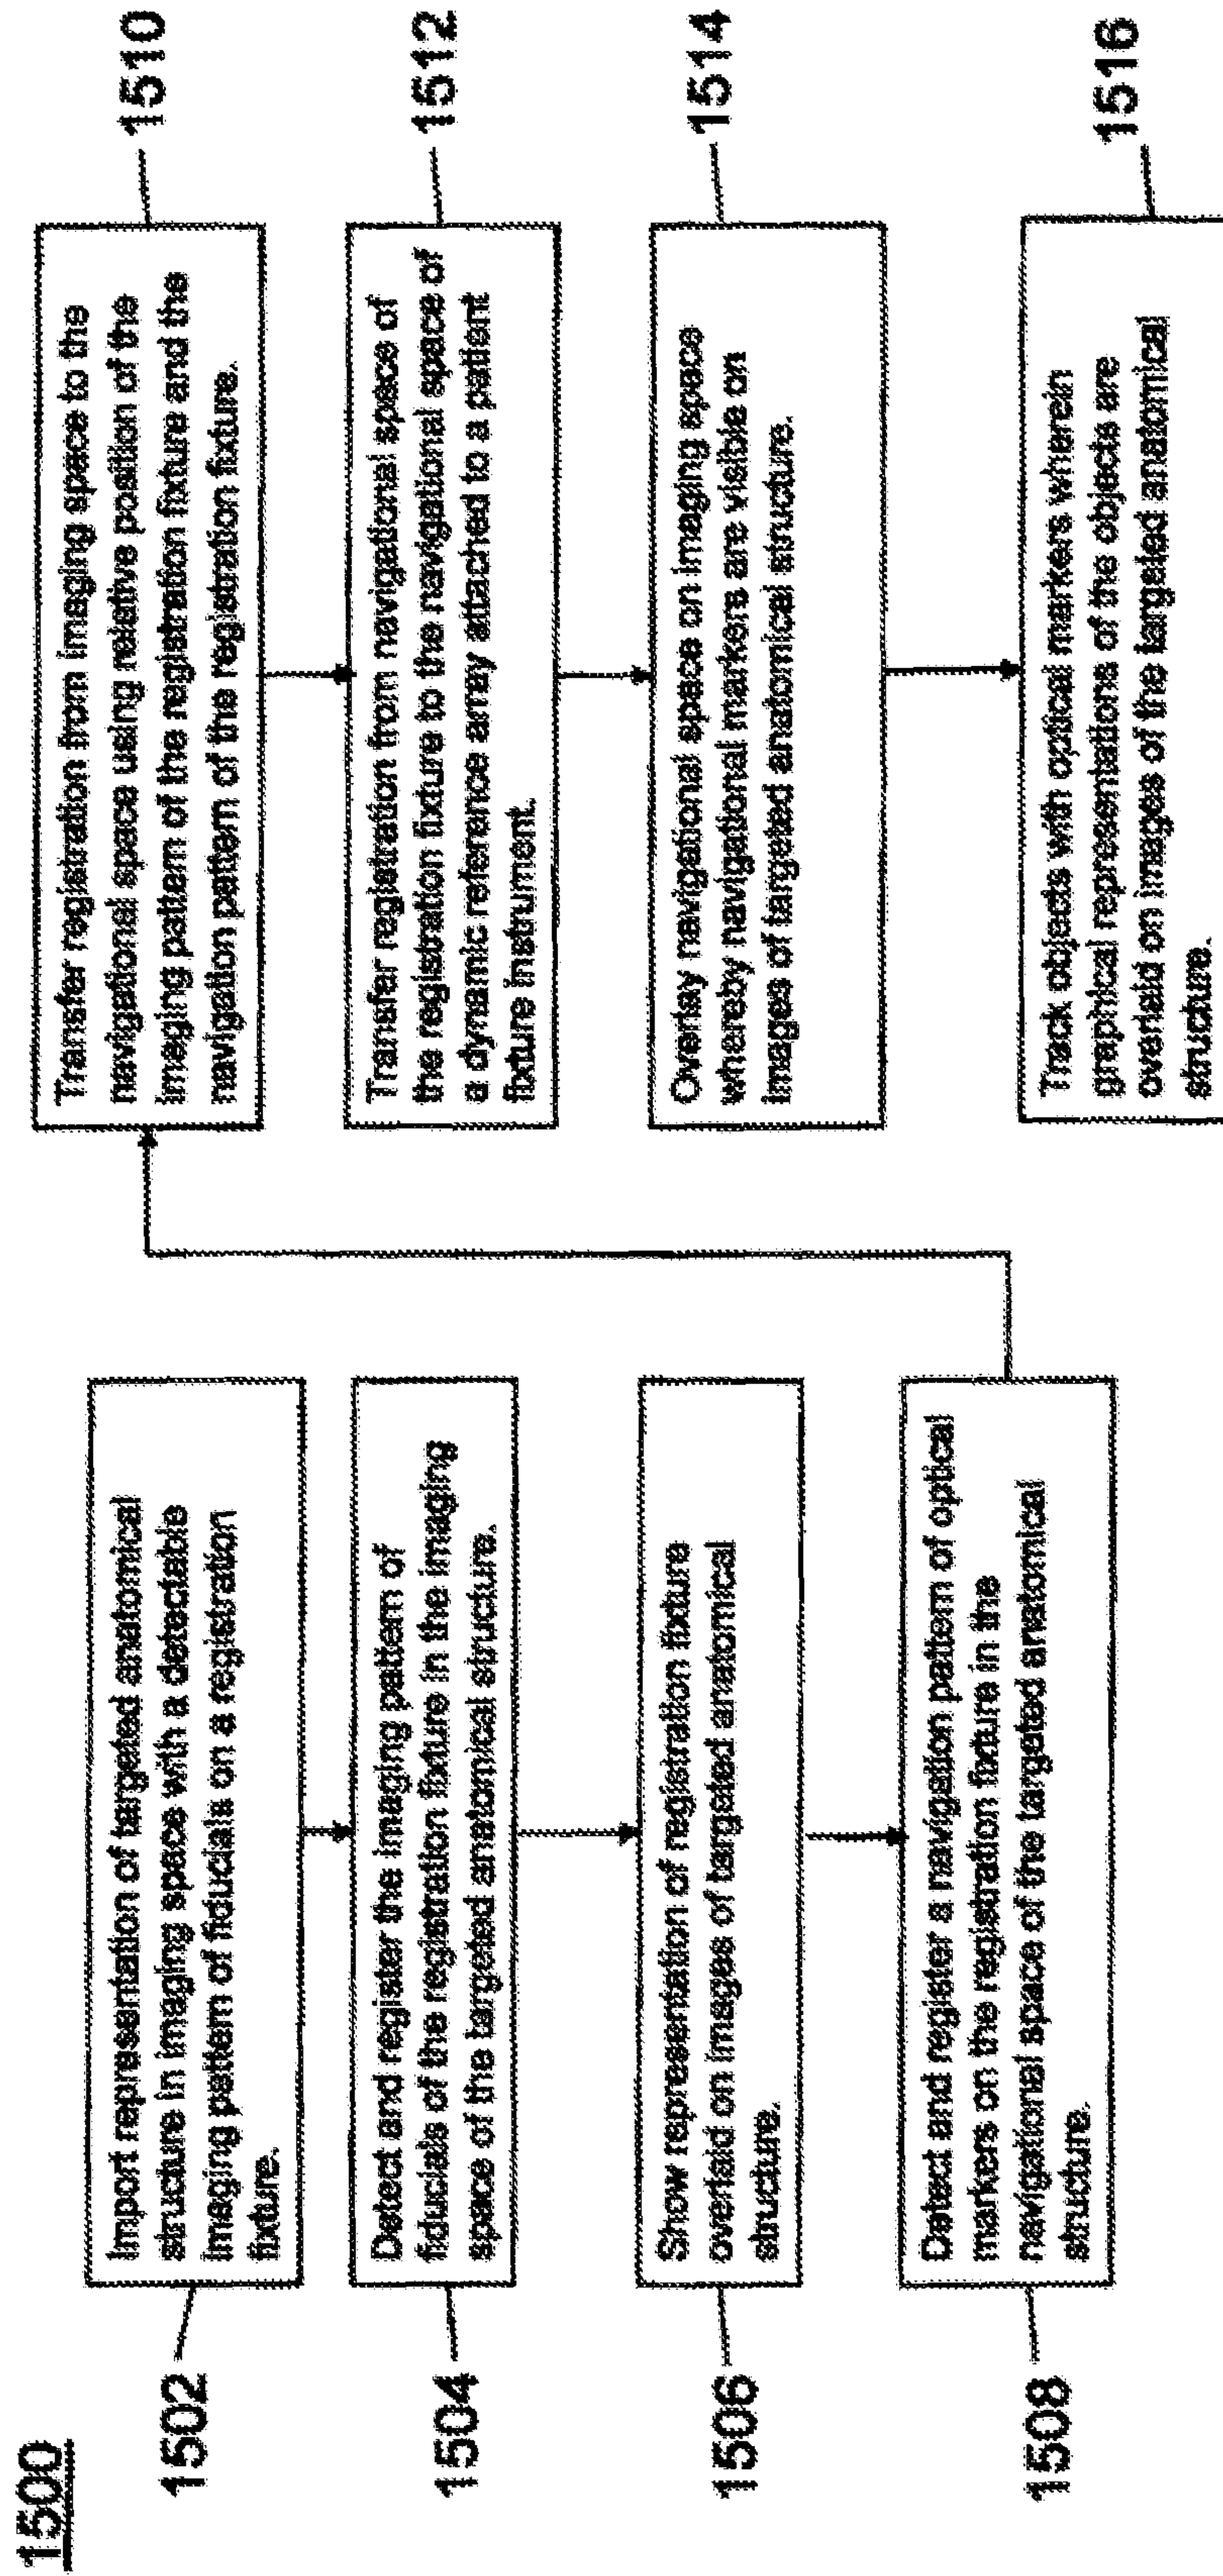 1500
1502
Import representation of targeted anatomical
structure in imaging space with a detectable
imaging pattern of fiducials on a registration
fixture.
1504
Detect and register the imaging pattern of
fiducials of the registration fixture in the imaging
space of the targeted anatomical structure.
1506
Show representation of registration fixture
overlaid on images of targeted anatomical
structure.
1508
Detect and register a navigation pattern of optical
markers on the registration fixture in the
navigational space of the targeted anatomical
structure.
1510
Transfer registration from imaging space to the
navigational space using relative position of the
imaging pattern of the registration fixture and the
navigation pattern of the registration fixture.
1512
Transfer registration from navigational space of
the registration fixture to the navigational space of
a dynamic reference array attached to a patient
fixture instrument.
1514
Overlay navigational space on imaging space
whereby navigational markers are visible on
images of targeted anatomical structure.
1516
Track objects with optical markers wherein
graphical representations of the objects are
overlaid on images of the targeted anatomical
structure.